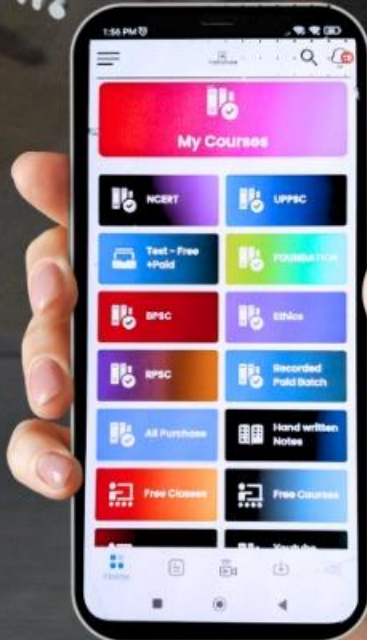 1:56 PM
My Courses
NCERT
UPPSC
Test - Free
+Paid
FOUNDATION
BPSC
Ethics
RPSC
Recorded
Paid Batch
All Purchase
Hand written
Notes
Free Classes
Free Courses
Youtube
Home